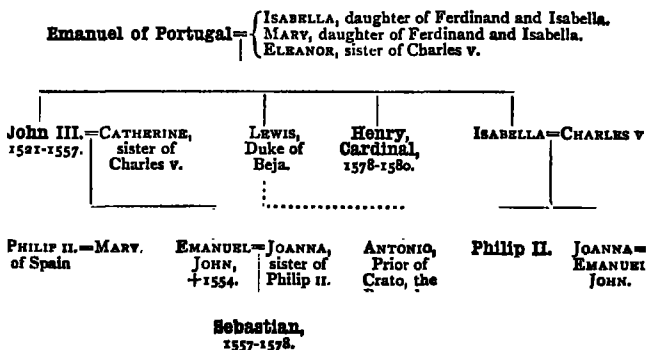 Emanuel of Portugal=
ISABELLA, daughter of Ferdinand and Isabella.
MARY, daughter of Ferdinand and Isabella.
ELEANOR, sister of Charles V.
John III.=CATHERINE,
1521-1557. sister of
Charles V.
LEWIS,
Duke of
Beja.
Henry,
Cardinal,
1578-1580.
ISABELLA=CHARLES V
PHILIP II.=MARY.
of Spain
EMANUEL=JOANNA,
JOHN, sister of
+1554. Philip II.
ANTONIO,
Prior of
Crato, the
Philip II.
JOANNA=
EMANUEL
JOHN.
Sebastian,
1557-1578.